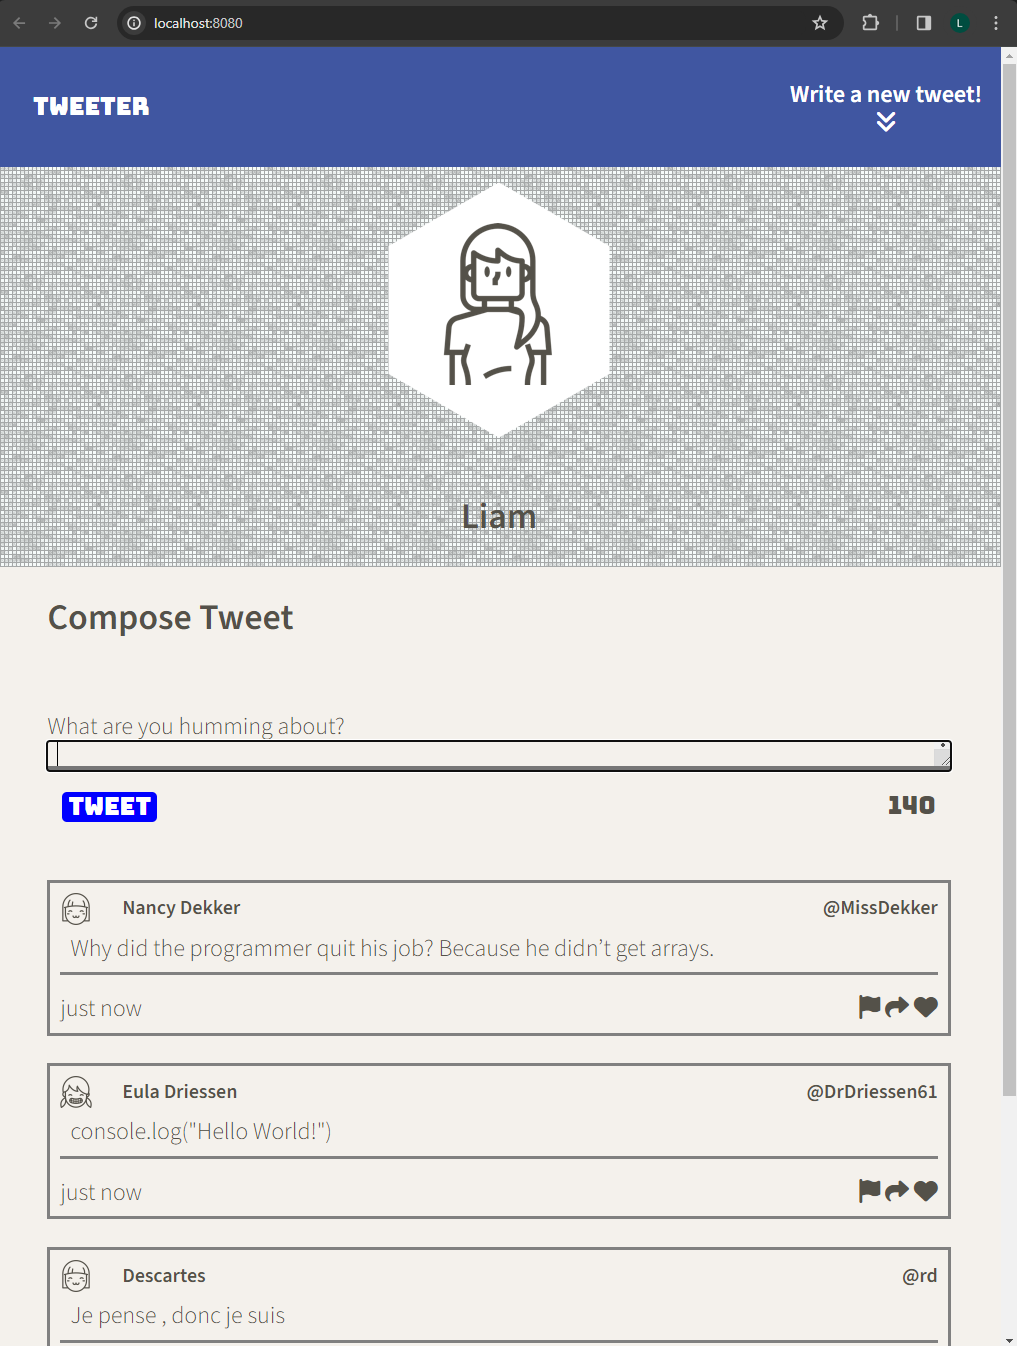 localhost:8080
L
TWEETER
Write a new tweet!
Liam
Compose Tweet
What are you humming about?
TWEET
140
Nancy Dekker @MissDekker
Why did the programmer quit his job? Because he didn’t get arrays.
just now
Eula Driessen @DrDriessen61
console.log("Hello World!")
just now
Descartes @rd
Je pense , donc je suis